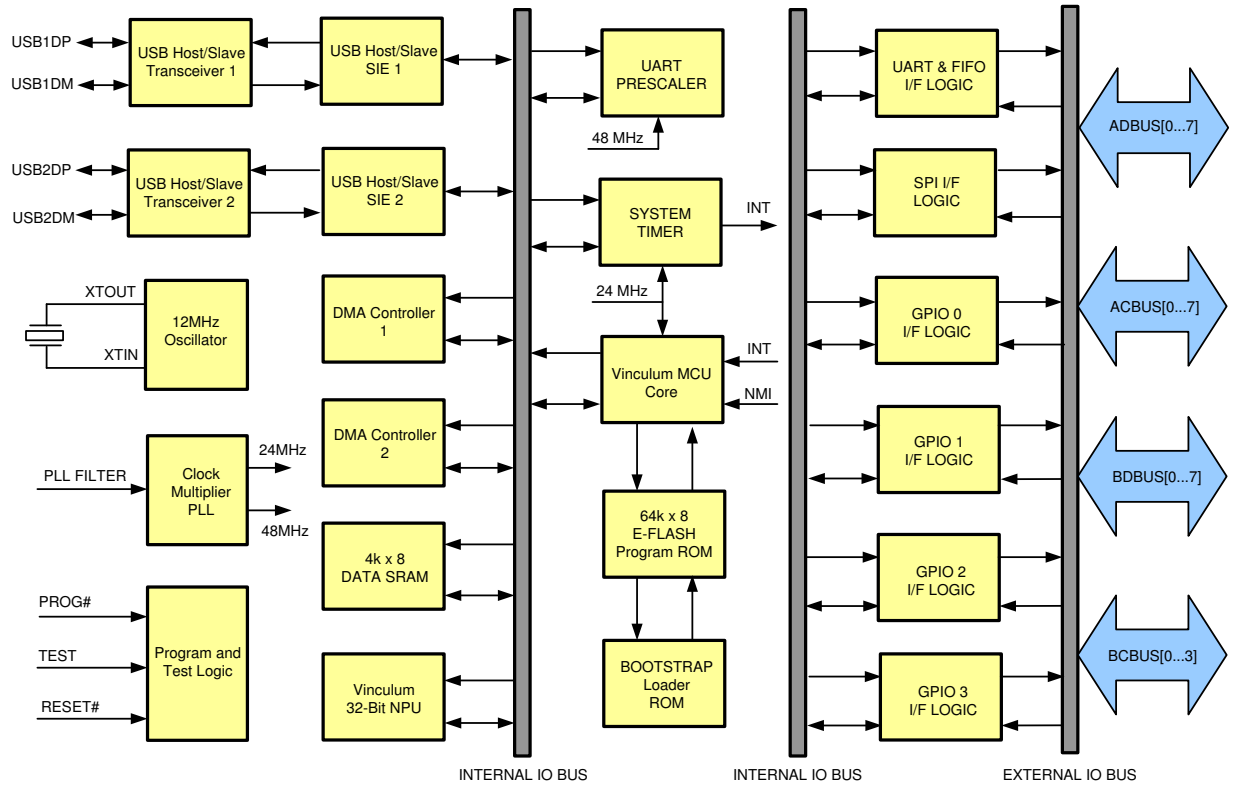 USB1DP
USB1DM
USB Host/Slave
Transceiver 1
USB Host/Slave
SIE 1
USB2DP
USB2DM
USB Host/Slave
Transceiver 2
USB Host/Slave
SIE 2
XTOUT
XTIN
12MHz
Oscillator
DMA Controller
1
PLL FILTER
Clock
Multiplier
PLL
24MHz
48MHz
DMA Controller
2
4k x 8
DATA SRAM
PROG#
TEST
RESET#
Program and
Test Logic
Vinculum
32-Bit NPU
INTERNAL IO BUS
UART
PRESCALER
48 MHz
SYSTEM
TIMER
INT
24 MHz
Vinculum MCU
Core
INT
NMI
64k x 8
E-FLASH
Program ROM
BOOTSTRAP
Loader
ROM
INTERNAL IO BUS
UART & FIFO
I/F LOGIC
SPI I/F
LOGIC
GPIO 0
I/F LOGIC
GPIO 1
I/F LOGIC
GPIO 2
I/F LOGIC
GPIO 3
I/F LOGIC
EXTERNAL IO BUS
ADBUS[0...7]
ACBUS[0...7]
BDBUS[0...7]
BCBUS[0...3]